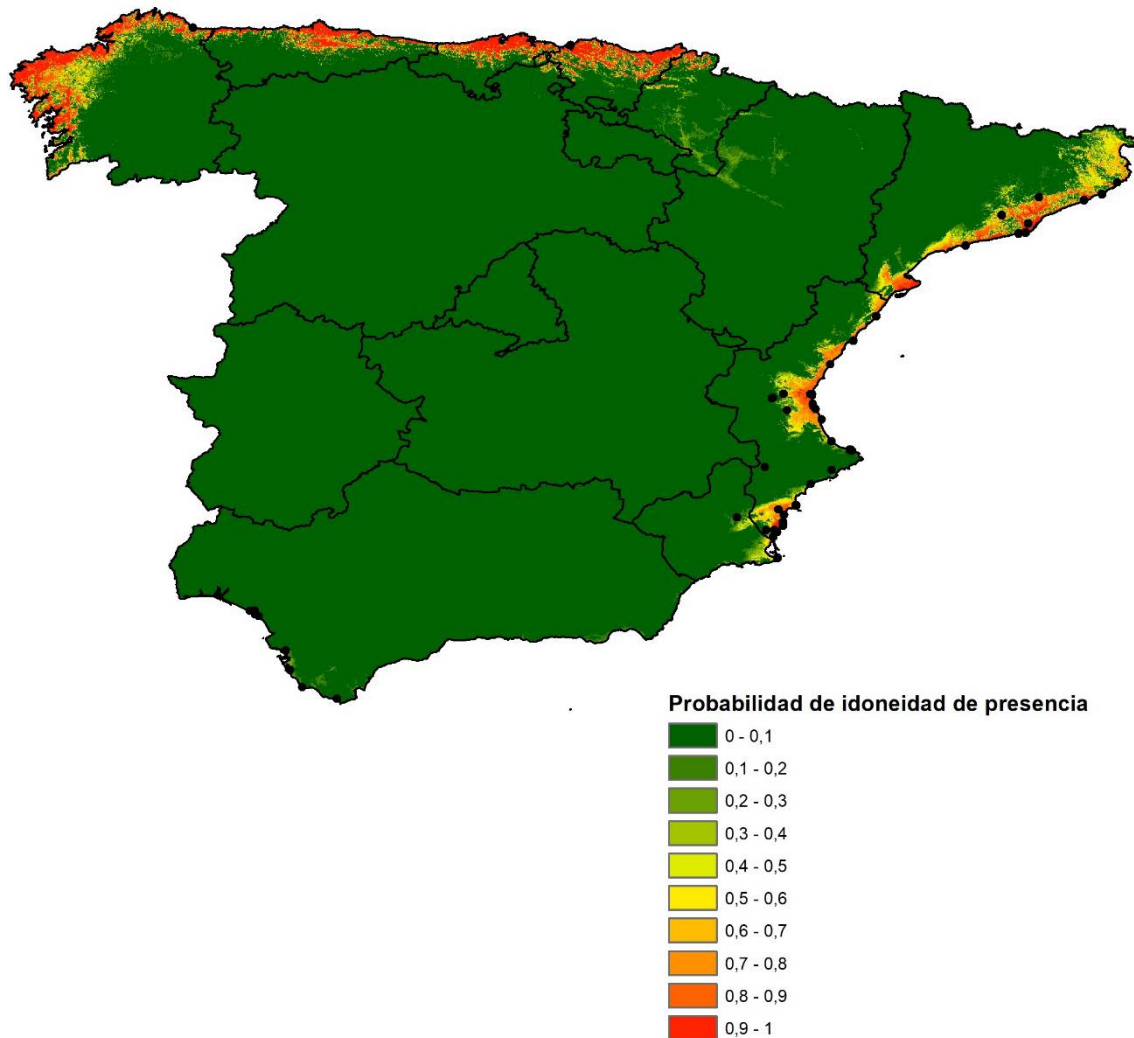 Probabilidad de idoneidad de presencia
0 - 0,1
0,1 - 0,2
0,2 - 0,3
0,3 - 0,4
0,4 - 0,5
0,5 - 0,6
0,6 - 0,7
0,7 - 0,8
0,8 - 0,9
0,9 - 1